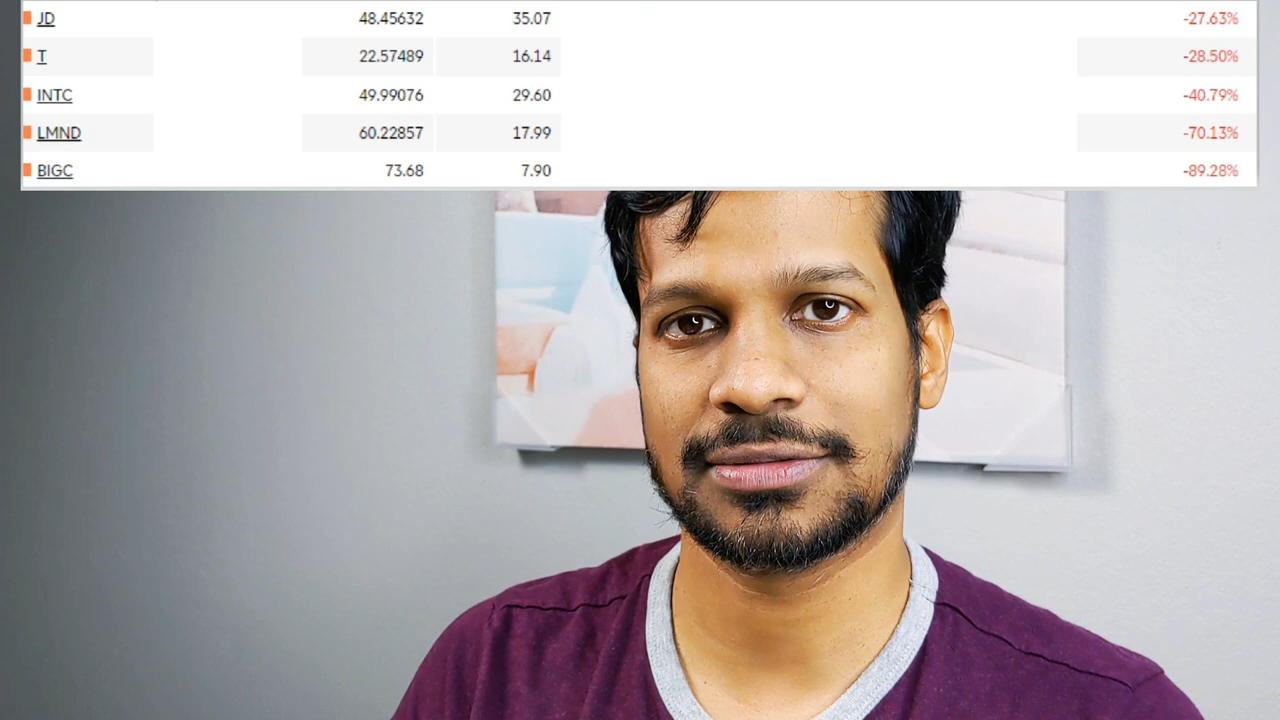 JD 48.45632 35.07 -27.63%
T 22.57489 16.14 -28.50%
INTC 49.99076 29.60 -40.79%
LMND 60.22857 17.99 -70.13%
BIGC 73.68 7.90 -89.28%